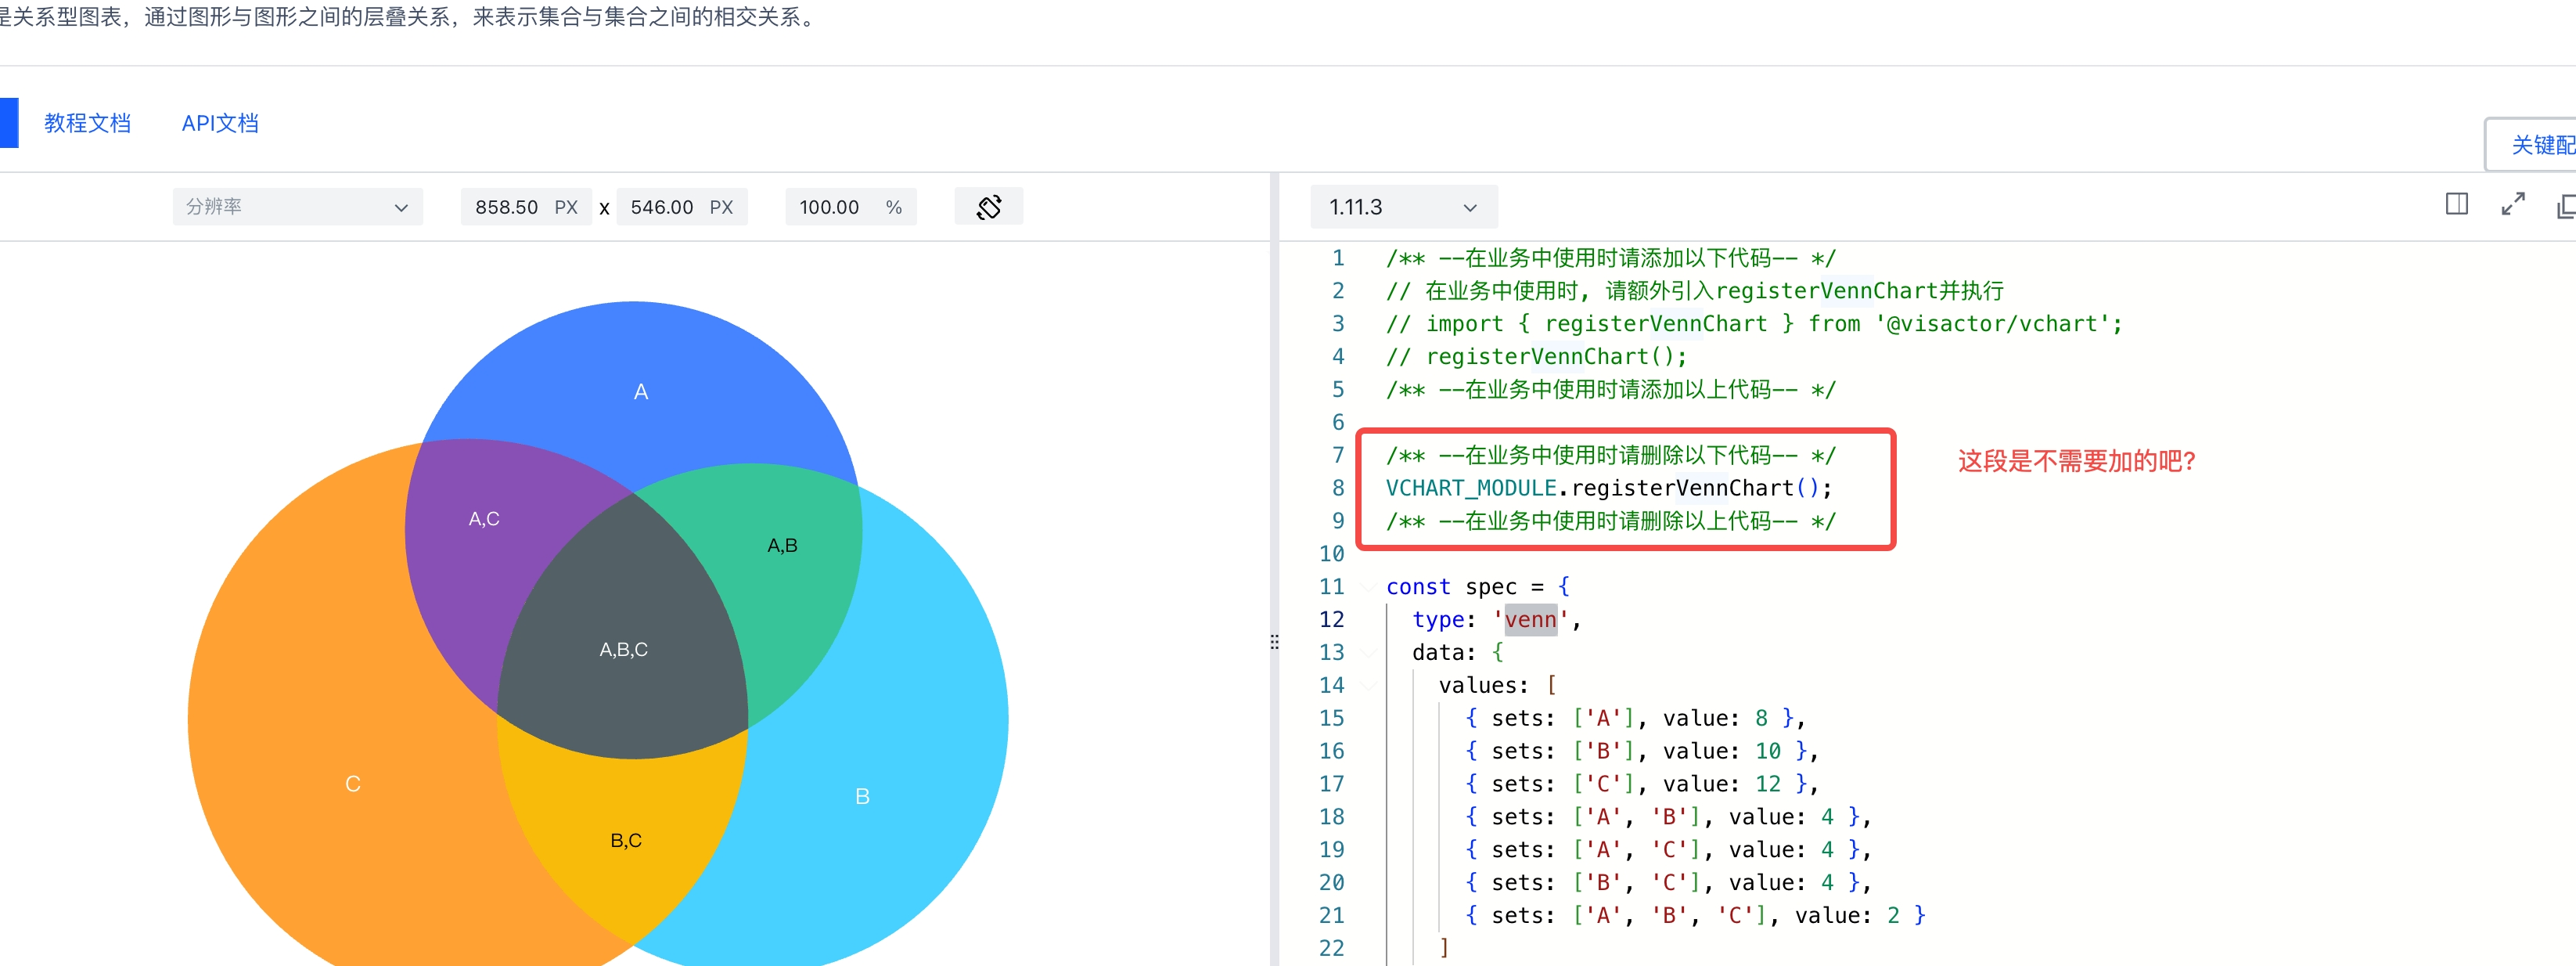 是关系型图表，通过图形与图形之间的层叠关系，来表示集合与集合之间的相交关系。
教程文档 API文档
关键配
分辨率 858.50 PX x 546.00 PX 100.00 %
1.11.3
A
A,C
A,B
A,B,C
C
B
B,C
1 /** --在业务中使用时请添加以下代码-- */
2 // 在业务中使用时, 请额外引入registerVennChart并执行
3 // import { registerVennChart } from '@visactor/vchart';
4 // registerVennChart();
5 /** --在业务中使用时请添加以上代码-- */
6
7 /** --在业务中使用时请删除以下代码-- */
这段是不需要加的吧?
8 VCHART_MODULE.registerVennChart();
9 /** --在业务中使用时请删除以上代码-- */
10
11 const spec = {
12 type: 'venn',
13 data: {
14 values: [
15 { sets: ['A'], value: 8 },
16 { sets: ['B'], value: 10 },
17 { sets: ['C'], value: 12 },
18 { sets: ['A', 'B'], value: 4 },
19 { sets: ['A', 'C'], value: 4 },
20 { sets: ['B', 'C'], value: 4 },
21 { sets: ['A', 'B', 'C'], value: 2 }
22 ]